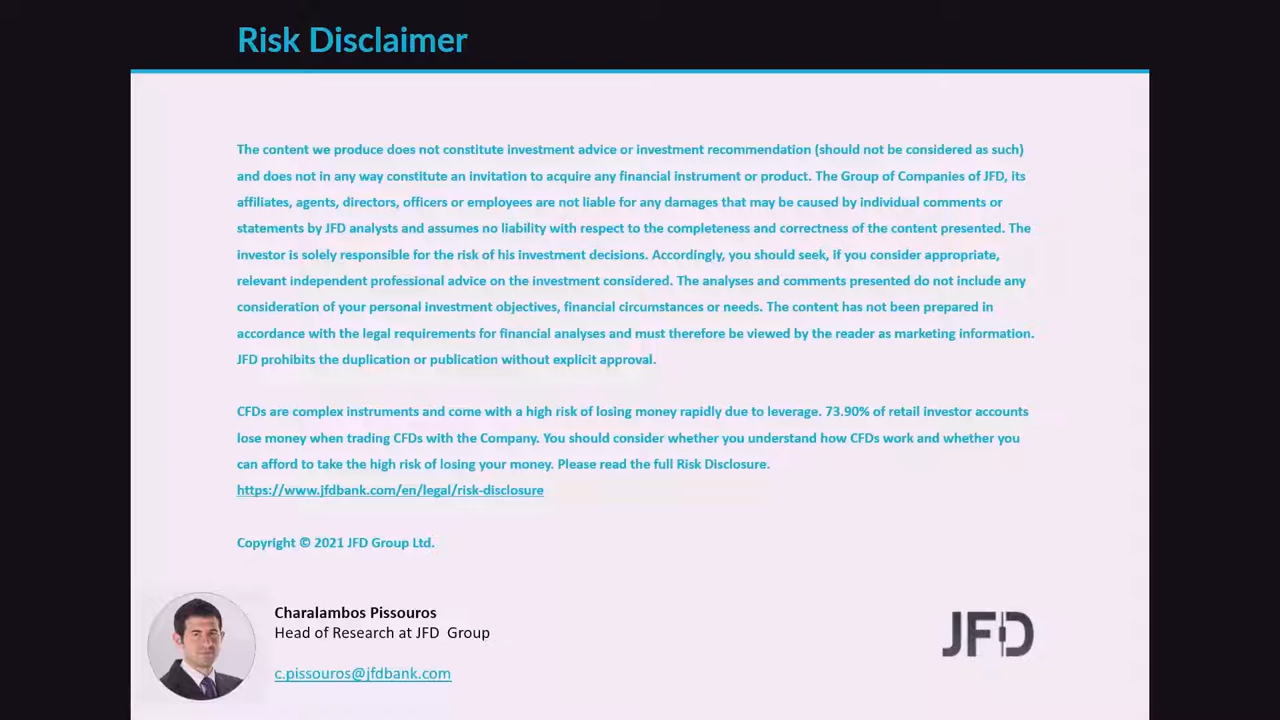 Risk Disclaimer
The content we produce does not constitute investment advice or investment recommendation (should not be considered as such)
and does not in any way constitute an invitation to acquire any financial instrument or product. The Group of Companies of JFD, its
affiliates, agents, directors, officers or employees are not liable for any damages that may be caused by individual comments or
statements by JFD analysts and assumes no liability with respect to the completeness and correctness of the content presented. The
investor is solely responsible for the risk of his investment decisions. Accordingly, you should seek, if you consider appropriate,
relevant independent professional advice on the investment considered. The analyses and comments presented do not include any
consideration of your personal investment objectives, financial circumstances or needs. The content has not been prepared in
accordance with the legal requirements for financial analyses and must therefore be viewed by the reader as marketing information.
JFD prohibits the duplication or publication without explicit approval.
CFDs are complex instruments and come with a high risk of losing money rapidly due to leverage. 73.90% of retail investor accounts
lose money when trading CFDs with the Company. You should consider whether you understand how CFDs work and whether you
can afford to take the high risk of losing your money. Please read the full Risk Disclosure.
https://www.jfdbank.com/en/legal/risk-disclosure
Copyright © 2021 JFD Group Ltd.
Charalambos Pissouros
Head of Research at JFD Group
c.pissouros@jfdbank.com
JFD